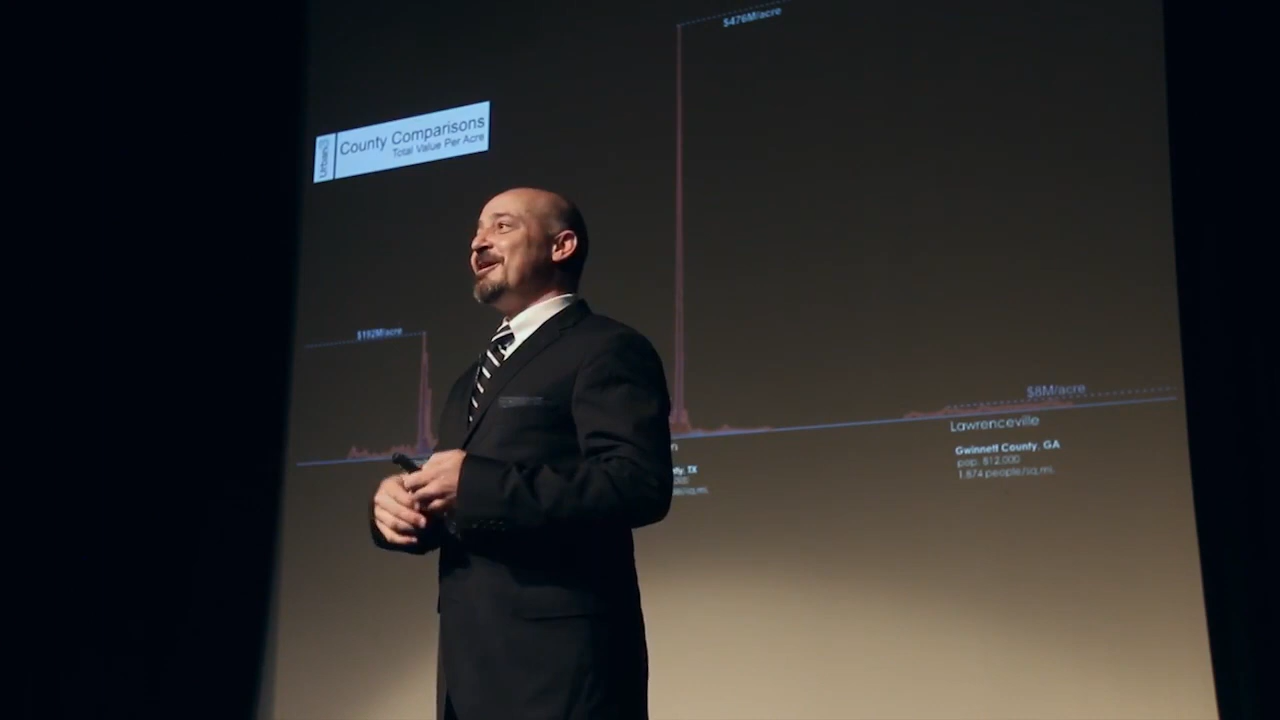 $476M/acre
Urban3
County Comparisons
Total Value Per Acre
$192M/acre
$8M/acre
Lawrenceville
Gwinnett County, GA
pop. 812,000
1,874 people/sq.mi.
TX